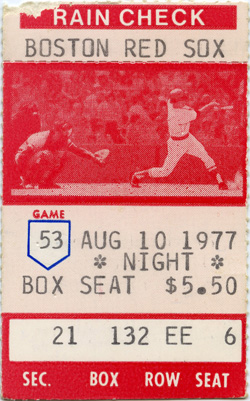 RAIN CHECK
BOSTON RED SOX
GAME
53 AUG 10 1977
* NIGHT *
BOX SEAT $5.50
21 132 EE 6
SEC. BOX ROW SEAT